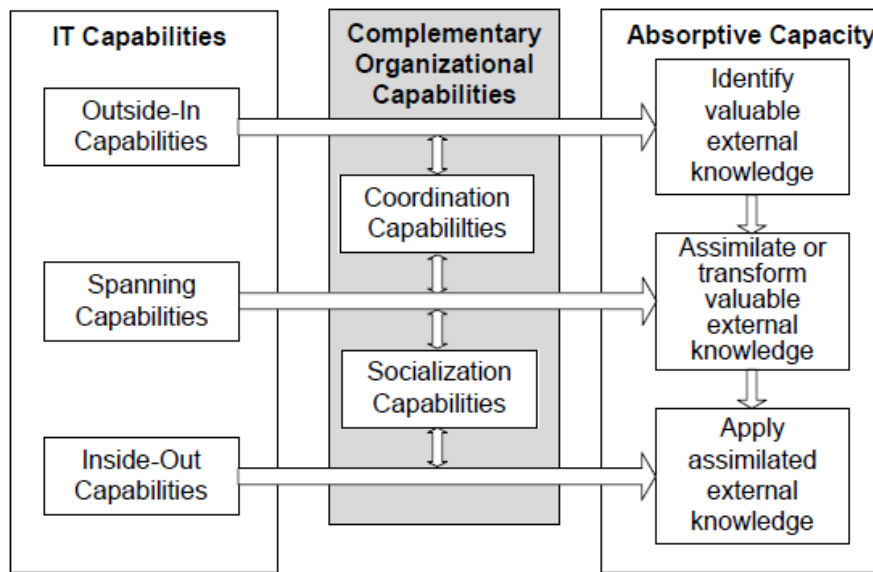 IT Capabilities
Outside-In
Capabilities
Spanning
Capabilities
Inside-Out
Capabilities
Complementary
Organizational
Capabilities
Coordination
Capabililties
Socialization
Capabilities
Absorptive Capacity
Identify
valuable
external
knowledge
Assimilate or
transform
valuable
external
knowledge
Apply
assimilated
external
knowledge